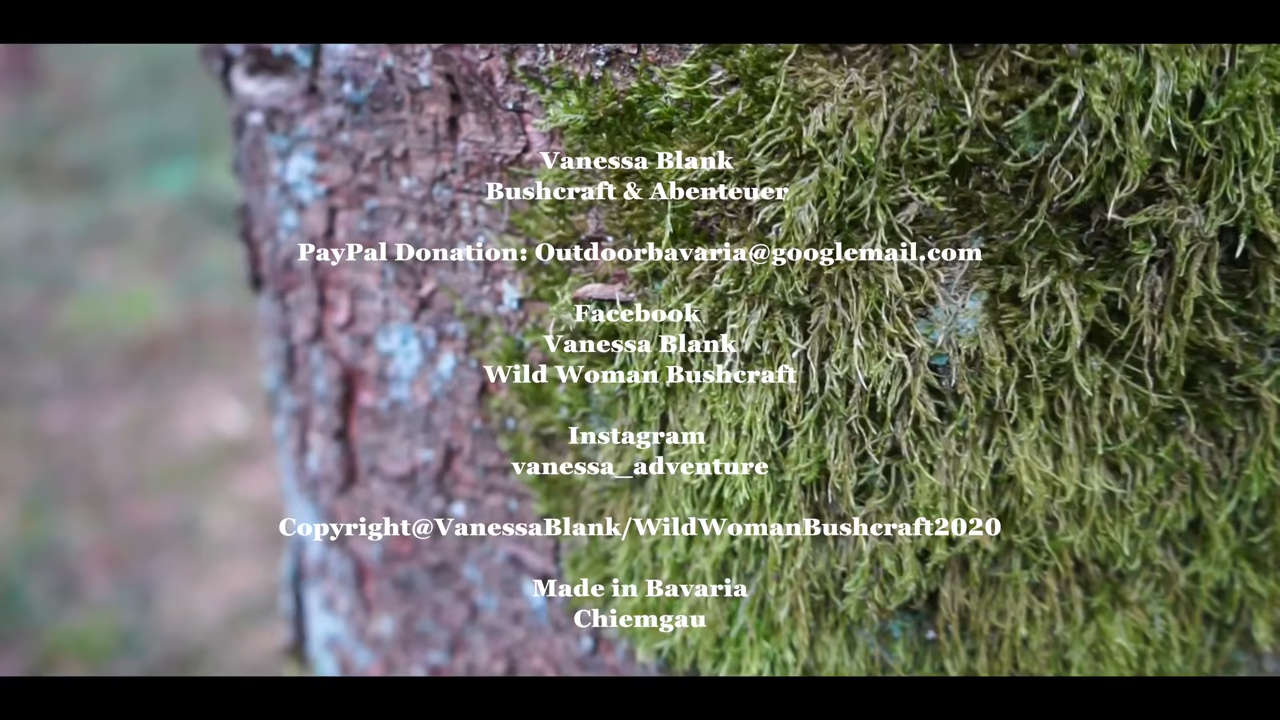 Vanessa Blank
Bushcraft & Abenteuer
PayPal Donation: Outdoorbavaria@googlemail.com
Facebook
Vanessa Blank
Wild Woman Bushcraft
Instagram
vanessa_adventure
Copyright@VanessaBlank/WildWomanBushcraft2020
Made in Bavaria
Chiemgau